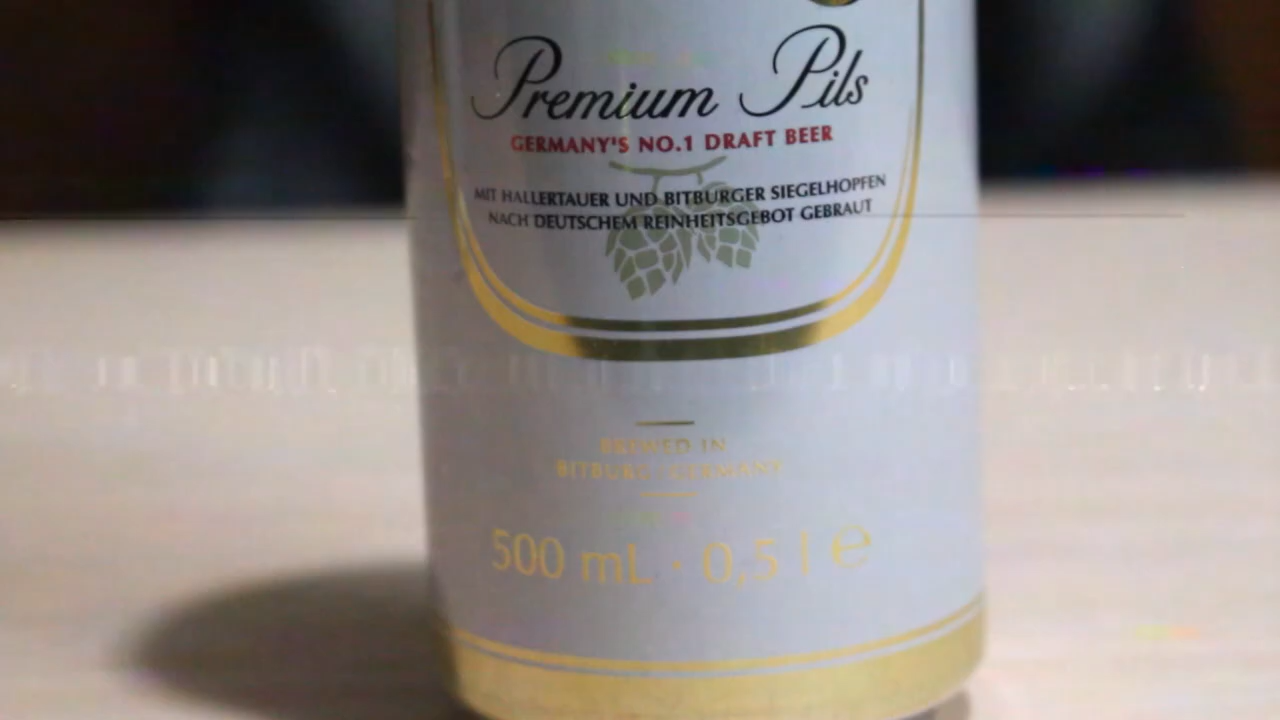 Premium Pils
GERMANY'S NO.1 DRAFT BEER
MIT HALLERTAUER UND BITBURGER SIEGELHOPFEN
NACH DEUTSCHEM REINHEITSGEBOT GEBRAUT
BREWED IN
BITBURG / GERMANY
500 mL · 0,5 l ℮